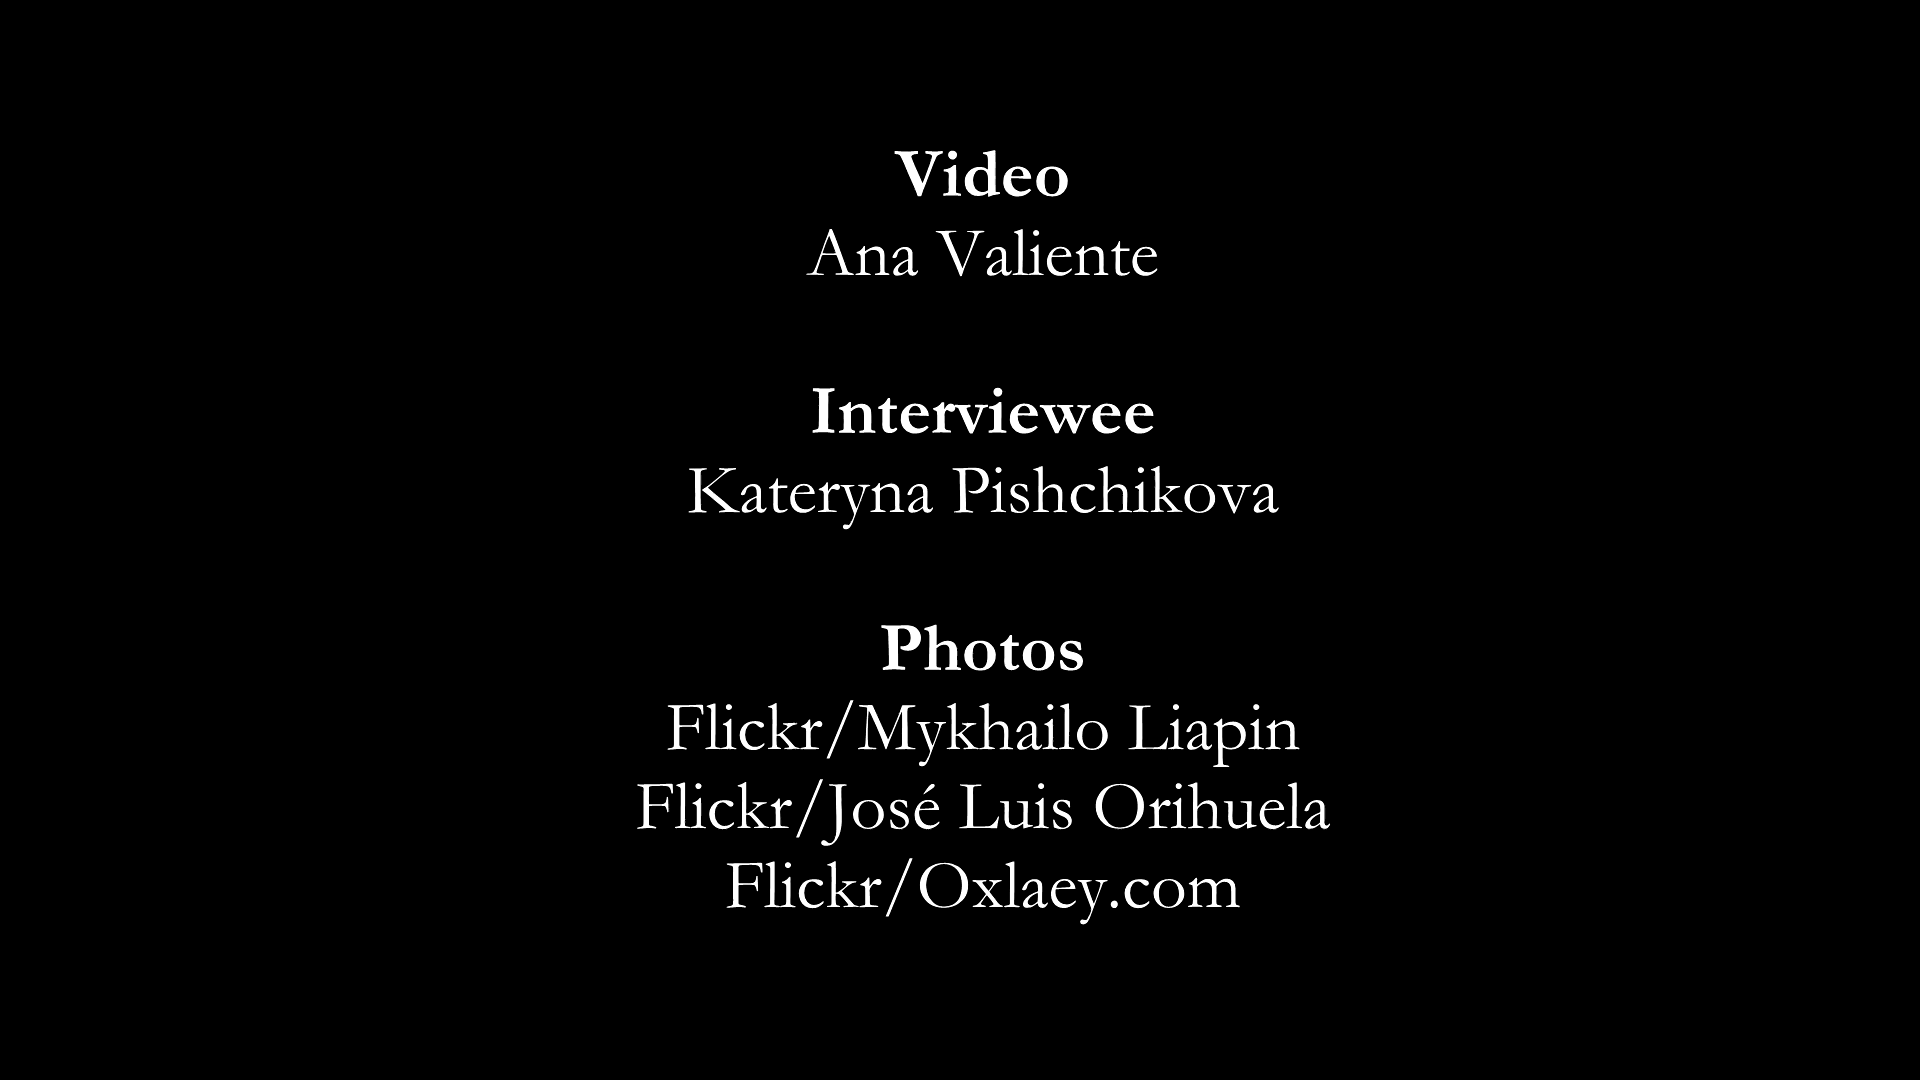 Video
Ana Valiente
Interviewee
Kateryna Pishchikova
Photos
Flickr/Mykhailo Liapin
Flickr/José Luis Orihuela
Flickr/Oxlaey.com